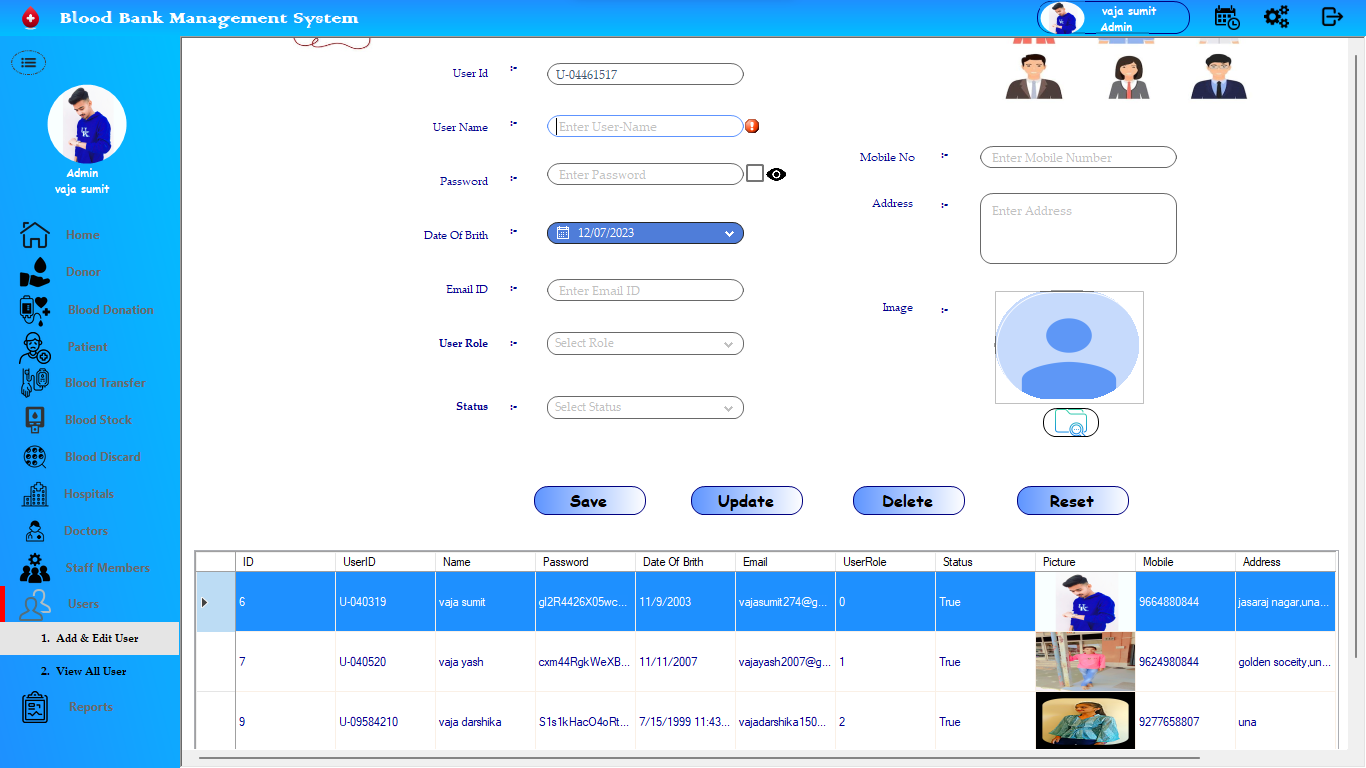 Blood Bank Management System
vaja sumit
Admin
Admin
vaja sumit
Home
Donor
Blood Donation
Patient
Blood Transfer
Blood Stock
Blood Discard
Hospitals
Doctors
Staff Members
Users
1. Add & Edit User
2. View All User
Reports
User Id :- U-04461517
User Name :- Enter User-Name
Password :- Enter Password
Date Of Brith :- 12/07/2023
Email ID :- Enter Email ID
User Role :- Select Role
Status :- Select Status
Mobile No :- Enter Mobile Number
Address :- Enter Address
Image :-
Save Update Delete Reset
ID UserID Name Password Date Of Brith Email UserRole Status Picture Mobile Address
6 U-040319 vaja sumit gl2R4426X05wc... 11/9/2003 vajasumit274@g... 0 True 9664880844 jasaraj nagar,una...
7 U-040520 vaja yash cxm44RgkWeXB... 11/11/2007 vajayash2007@g... 1 True 9624980844 golden soceity,un...
9 U-09584210 vaja darshika S1s1kHacO4oRt... 7/15/1999 11:43... vajadarshika150... 2 True 9277658807 una